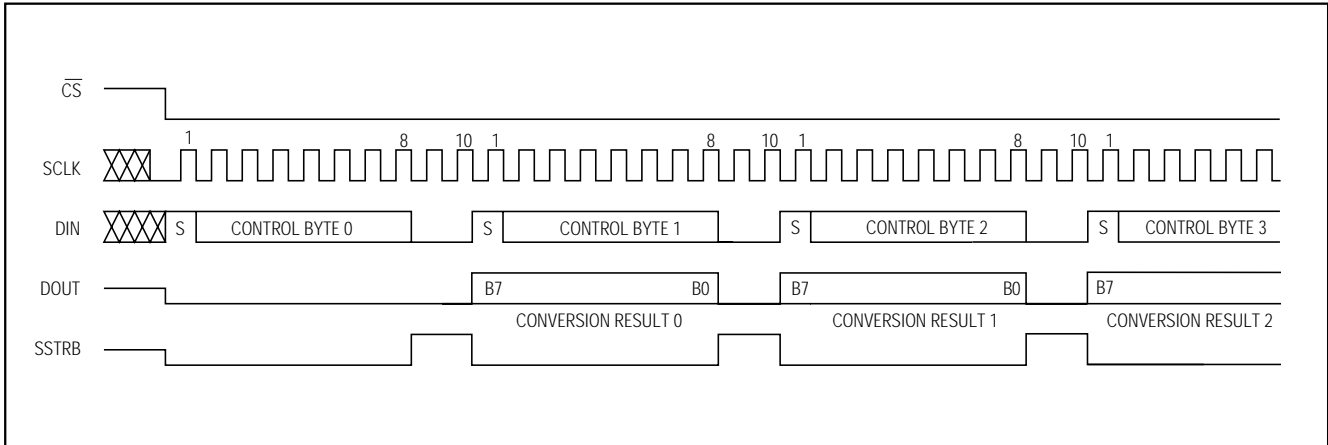 CS
1 8 10 1 8 10 1 8 10 1
SCLK
DIN S CONTROL BYTE 0 S CONTROL BYTE 1 S CONTROL BYTE 2 S CONTROL BYTE 3
DOUT B7 B0 B7 B0 B7
CONVERSION RESULT 0 CONVERSION RESULT 1 CONVERSION RESULT 2
SSTRB